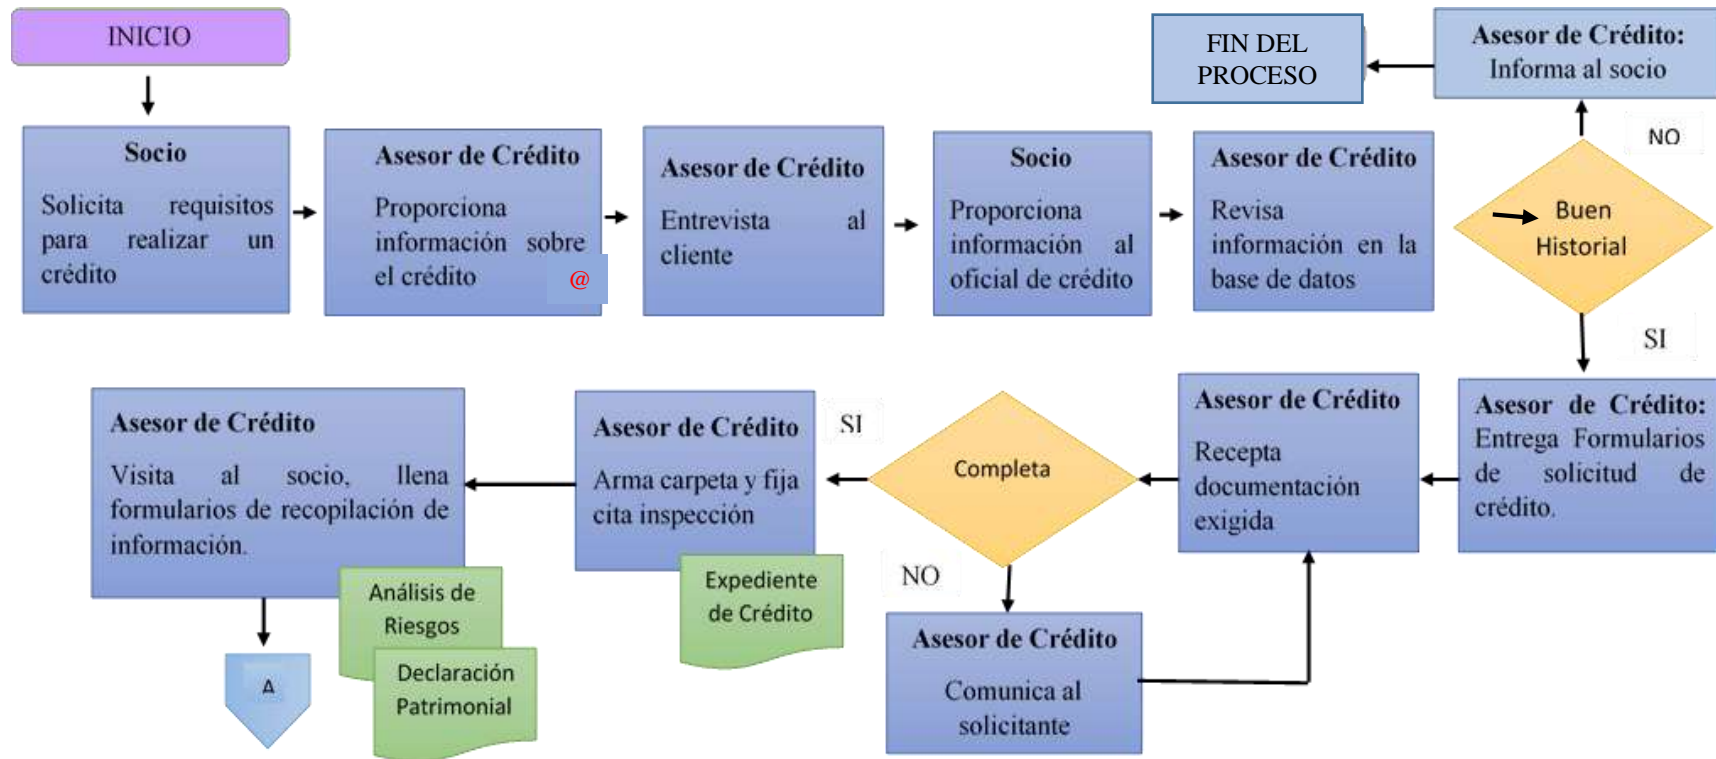 INICIO
FIN DEL
PROCESO
Asesor de Crédito:
Informa al socio
NO
Socio
Solicita requisitos
para realizar un
crédito
Asesor de Crédito
Proporciona
información sobre
el crédito
@
Asesor de Crédito
Entrevista al
cliente
Socio
Proporciona
información al
oficial de crédito
Asesor de Crédito
Revisa
información en la
base de datos
Buen
Historial
SI
Asesor de Crédito:
Entrega Formularios
de solicitud de
crédito.
Asesor de Crédito
Recepta
documentación
exigida
Completa
SI
NO
Asesor de Crédito
Comunica al
solicitante
Asesor de Crédito
Arma carpeta y fija
cita inspección
Expediente
de Crédito
Asesor de Crédito
Visita al socio, llena
formularios de recopilación de
información.
Análisis de
Riesgos
Declaración
Patrimonial
A